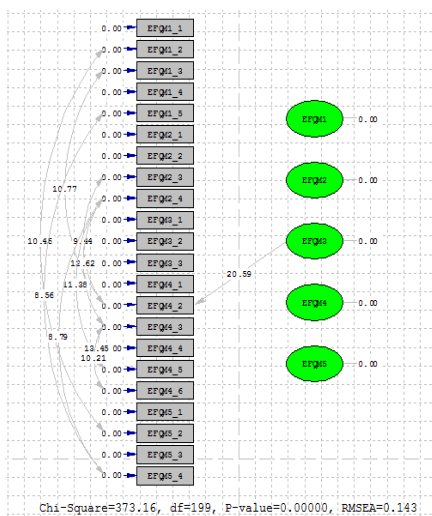 0.00 EFQM1_1
0.00 EFQM1_2
0.00 EFQM1_3
0.00 EFQM1_4
0.00 EFQM1_5
EFQM1 0.00
0.00 EFQM2_1
0.00 EFQM2_2
0.00 EFQM2_3
EFQM2 0.00
10.77
0.00 EFQM2_4
0.00 EFQM3_1
10.45 9.44 0.00 EFQM3_2
EFQM3 0.00
12.62 0.00 EFQM3_3
20.59
11.38 0.00 EFQM4_1
8.56
0.00 EFQM4_2
EFQM4 0.00
0.00 EFQM4_3
8.79
13.45 0.00 EFQM4_4
10.21
0.00 EFQM4_5
EFQM5 0.00
0.00 EFQM4_6
0.00 EFQM5_1
0.00 EFQM5_2
0.00 EFQM5_3
0.00 EFQM5_4
Chi-Square=373.16, df=199, P-value=0.00000, RMSEA=0.143